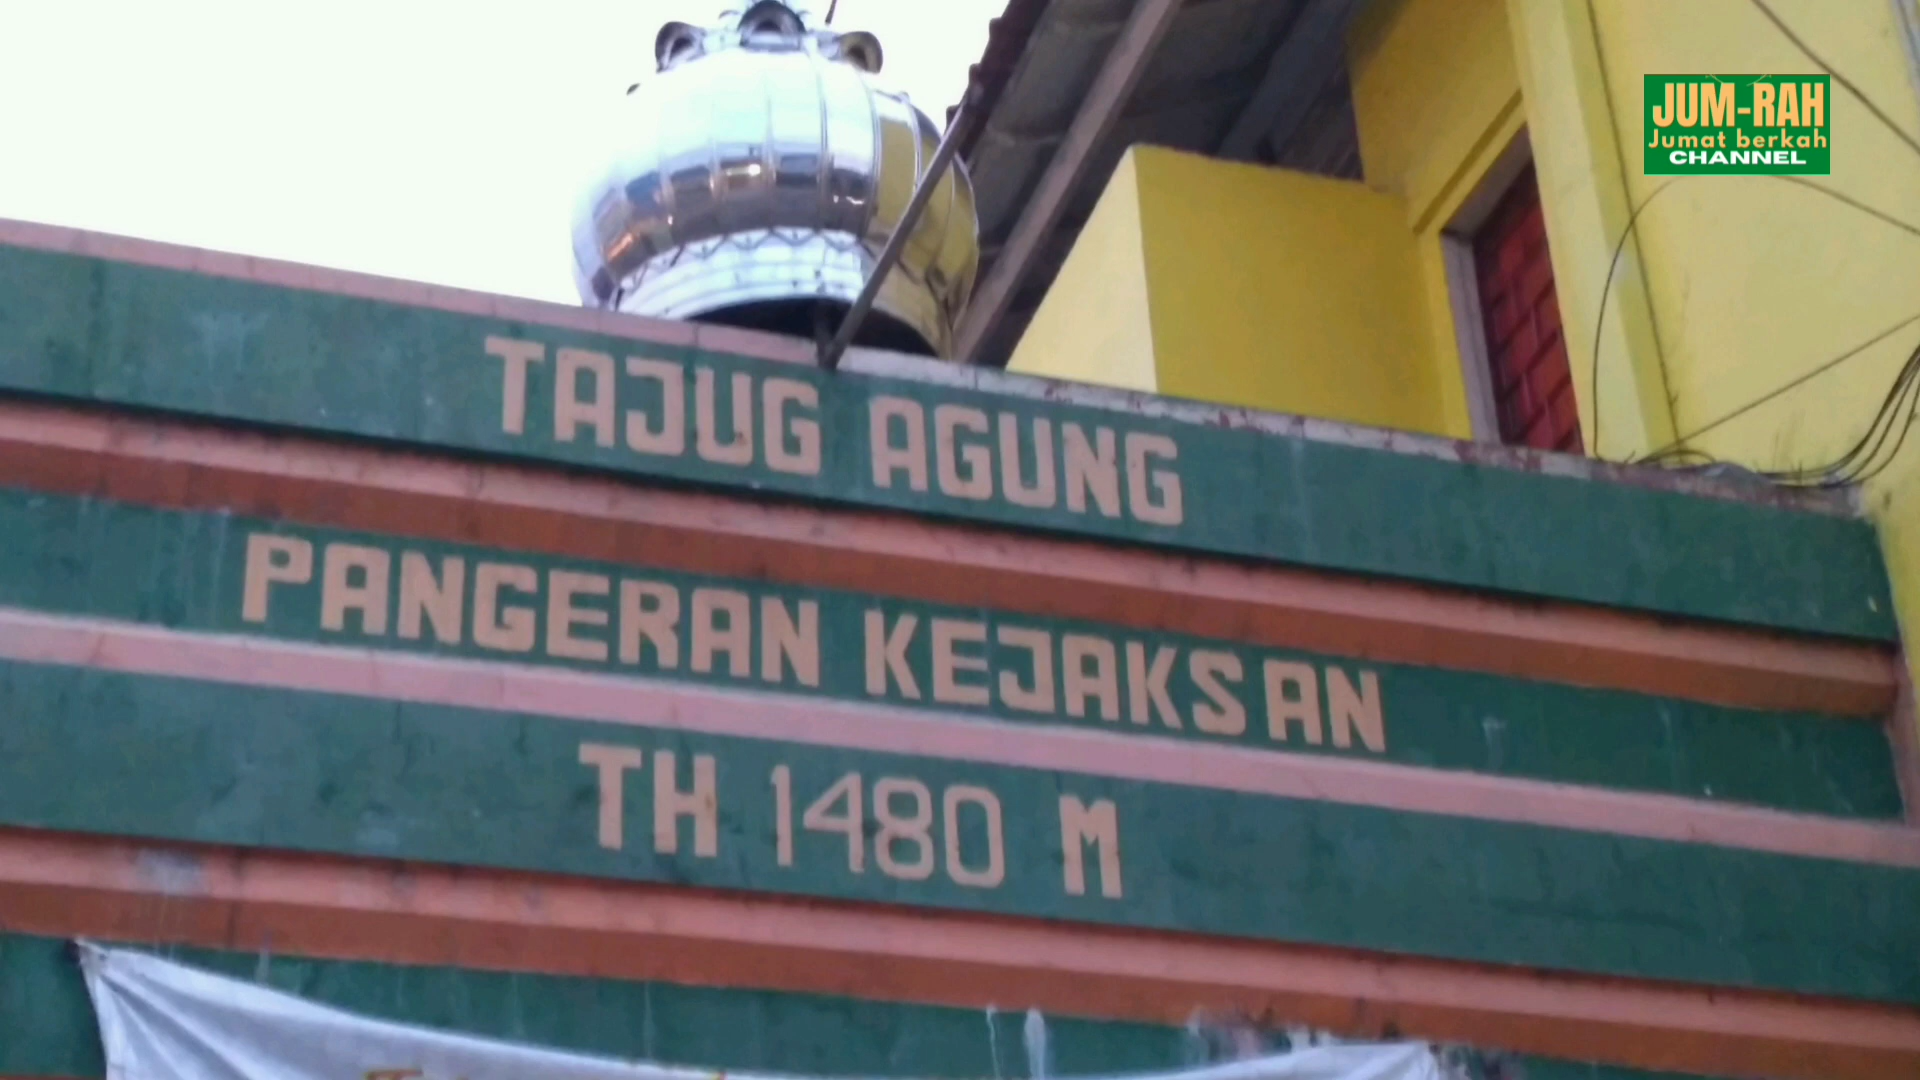 JUM-RAH
Jumat berkah
CHANNEL
TAJUG AGUNG
PANGERAN KEJAKSAN
TH 1480 M